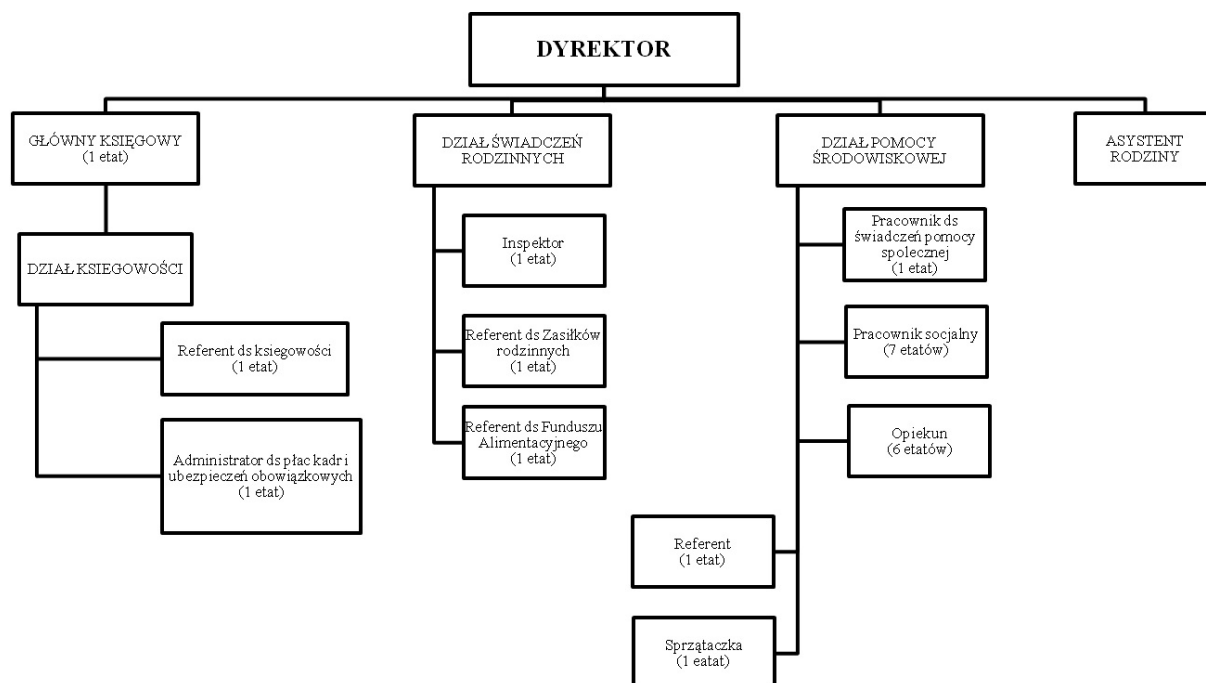 DYREKTOR
GŁÓWNY KSIĘGOWY
(1 etat)
DZIAŁ ŚWIADCZEŃ
RODZINNYCH
DZIAŁ POMOCY
ŚRODOWISKOWEJ
ASYSTENT
RODZINY
DZIAŁ KSIEGOWOŚCI
Referent ds ksiegowości
(1 etat)
Administrator ds płac kadr i
ubezpieczeń obowiązkowych
(1 etat)
Inspektor
(1 etat)
Referent ds Zasiłków
rodzinnych
(1 etat)
Referent ds Funduszu
Alimentacyjnego
(1 etat)
Pracownik ds
świadczeń pomocy
spolecznej
(1 etat)
Pracownik socjalny
(7 etatów)
Opiekun
(6 etatów)
Referent
(1 etat)
Sprzątaczka
(1 eatat)